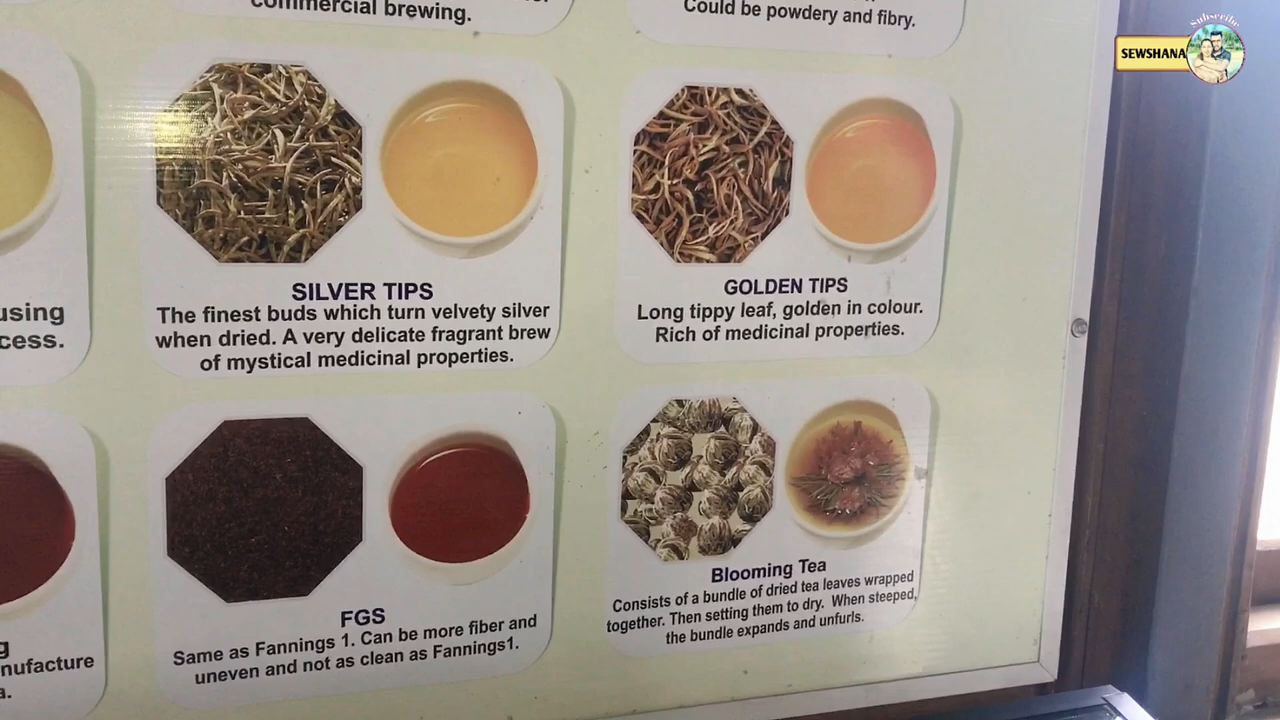 commercial brewing.
Could be powdery and fibry.
Subscribe
SEWSHANA
using
cess.
SILVER TIPS
The finest buds which turn velvety silver
when dried. A very delicate fragrant brew
of mystical medicinal properties.
GOLDEN TIPS
Long tippy leaf, golden in colour.
Rich of medicinal properties.
g
nufacture
a.
FGS
Same as Fannings 1. Can be more fiber and
uneven and not as clean as Fannings1.
Blooming Tea
Consists of a bundle of dried tea leaves wrapped
together. Then setting them to dry. When steeped,
the bundle expands and unfurls.